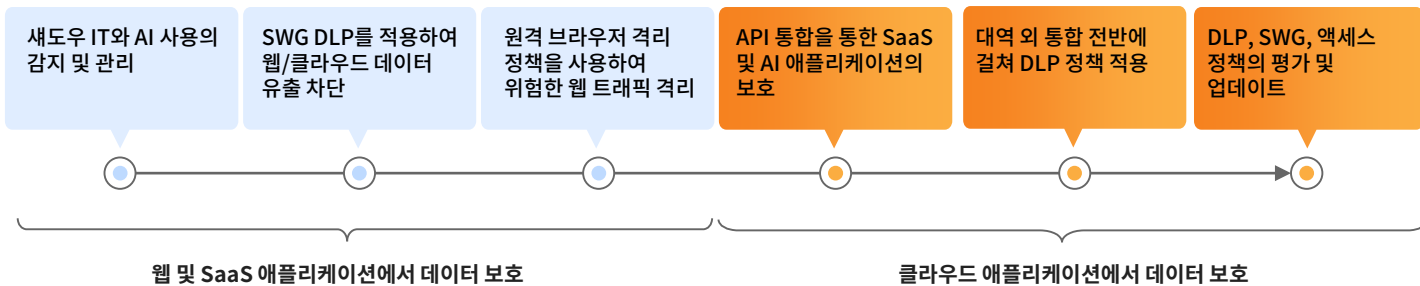 섀도우 IT와 AI 사용의
감지 및 관리
SWG DLP를 적용하여
웹/클라우드 데이터
유출 차단
원격 브라우저 격리
정책을 사용하여
위험한 웹 트래픽 격리
API 통합을 통한 SaaS
및 AI 애플리케이션의
보호
대역 외 통합 전반에
걸쳐 DLP 정책 적용
DLP, SWG, 액세스
정책의 평가 및
업데이트
웹 및 SaaS 애플리케이션에서 데이터 보호
클라우드 애플리케이션에서 데이터 보호